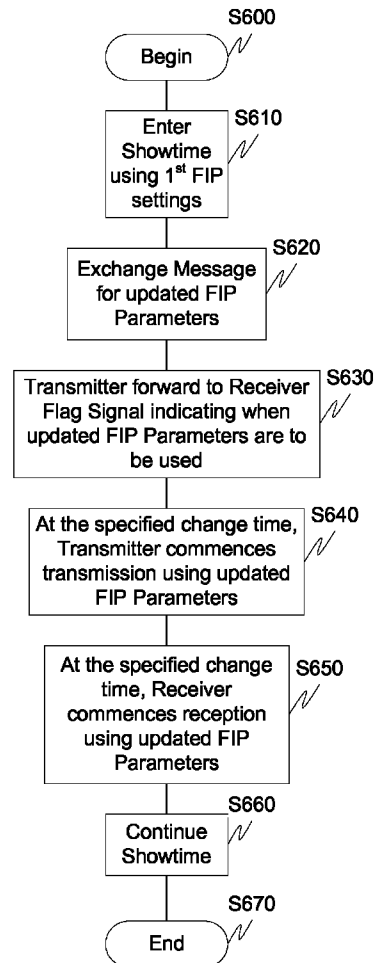 S600
Begin
S610
Enter
Showtime
using 1st FIP
settings
S620
Exchange Message
for updated FIP
Parameters
S630
Transmitter forward to Receiver
Flag Signal indicating when
updated FIP Parameters are to
be used
S640
At the specified change time,
Transmitter commences
transmission using updated
FIP Parameters
S650
At the specified change
time, Receiver
commences reception
using updated FIP
Parameters
S660
Continue
Showtime
S670
End